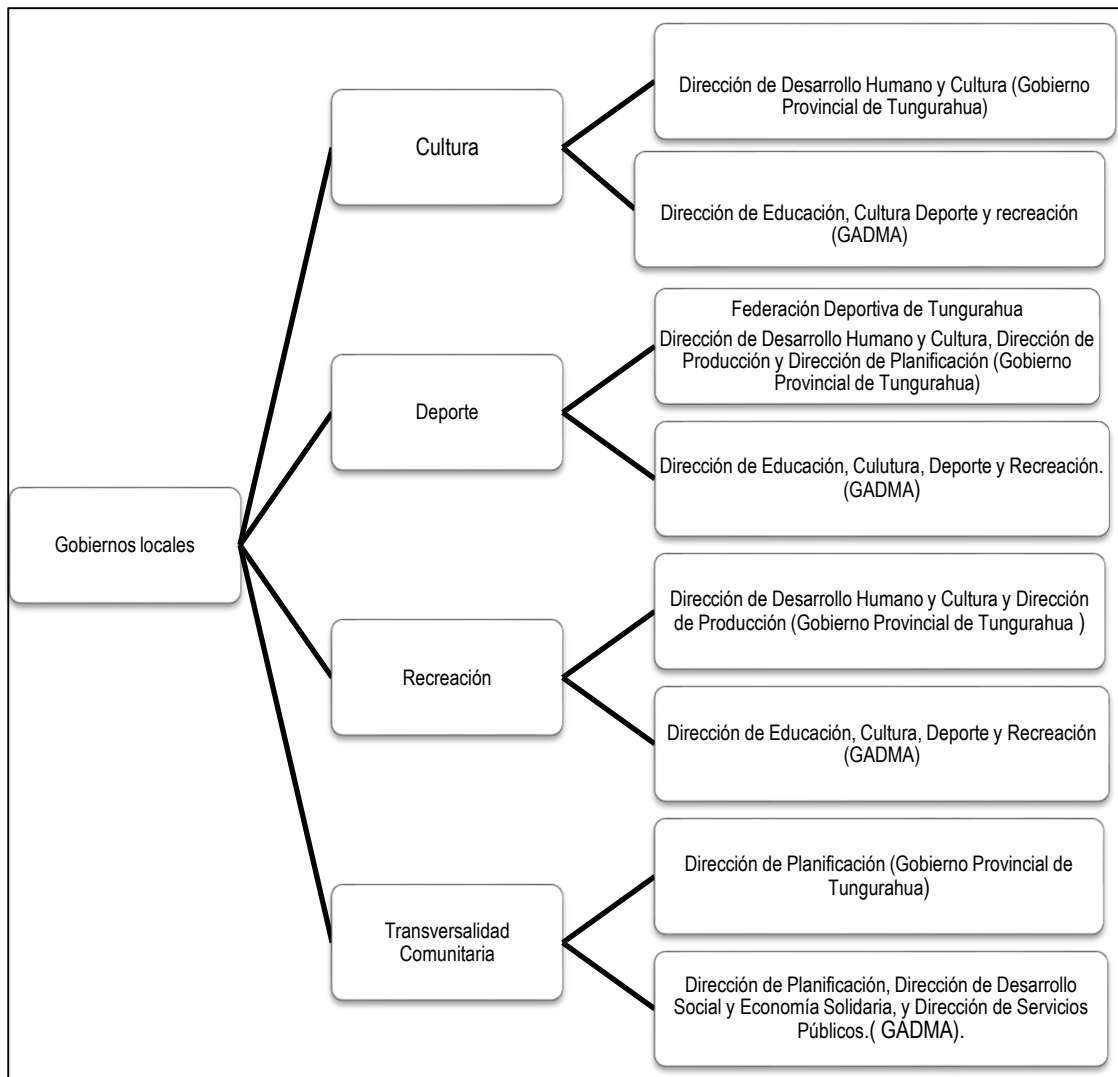 Gobiernos locales
Cultura
Dirección de Desarrollo Humano y Cultura (Gobierno
Provincial de Tungurahua)
Dirección de Educación, Cultura Deporte y recreación
(GADMA)
Deporte
Federación Deportiva de Tungurahua
Dirección de Desarrollo Humano y Cultura, Dirección de
Producción y Dirección de Planificación (Gobierno
Provincial de Tungurahua)
Dirección de Educación, Culutura, Deporte y Recreación.
(GADMA)
Recreación
Dirección de Desarrollo Humano y Cultura y Dirección
de Producción (Gobierno Provincial de Tungurahua )
Dirección de Educación, Cultura, Deporte y Recreación
(GADMA)
Transversalidad
Comunitaria
Dirección de Planificación (Gobierno Provincial de
Tungurahua)
Dirección de Planificación, Dirección de Desarrollo
Social y Economía Solidaria, y Dirección de Servicios
Públicos.( GADMA).